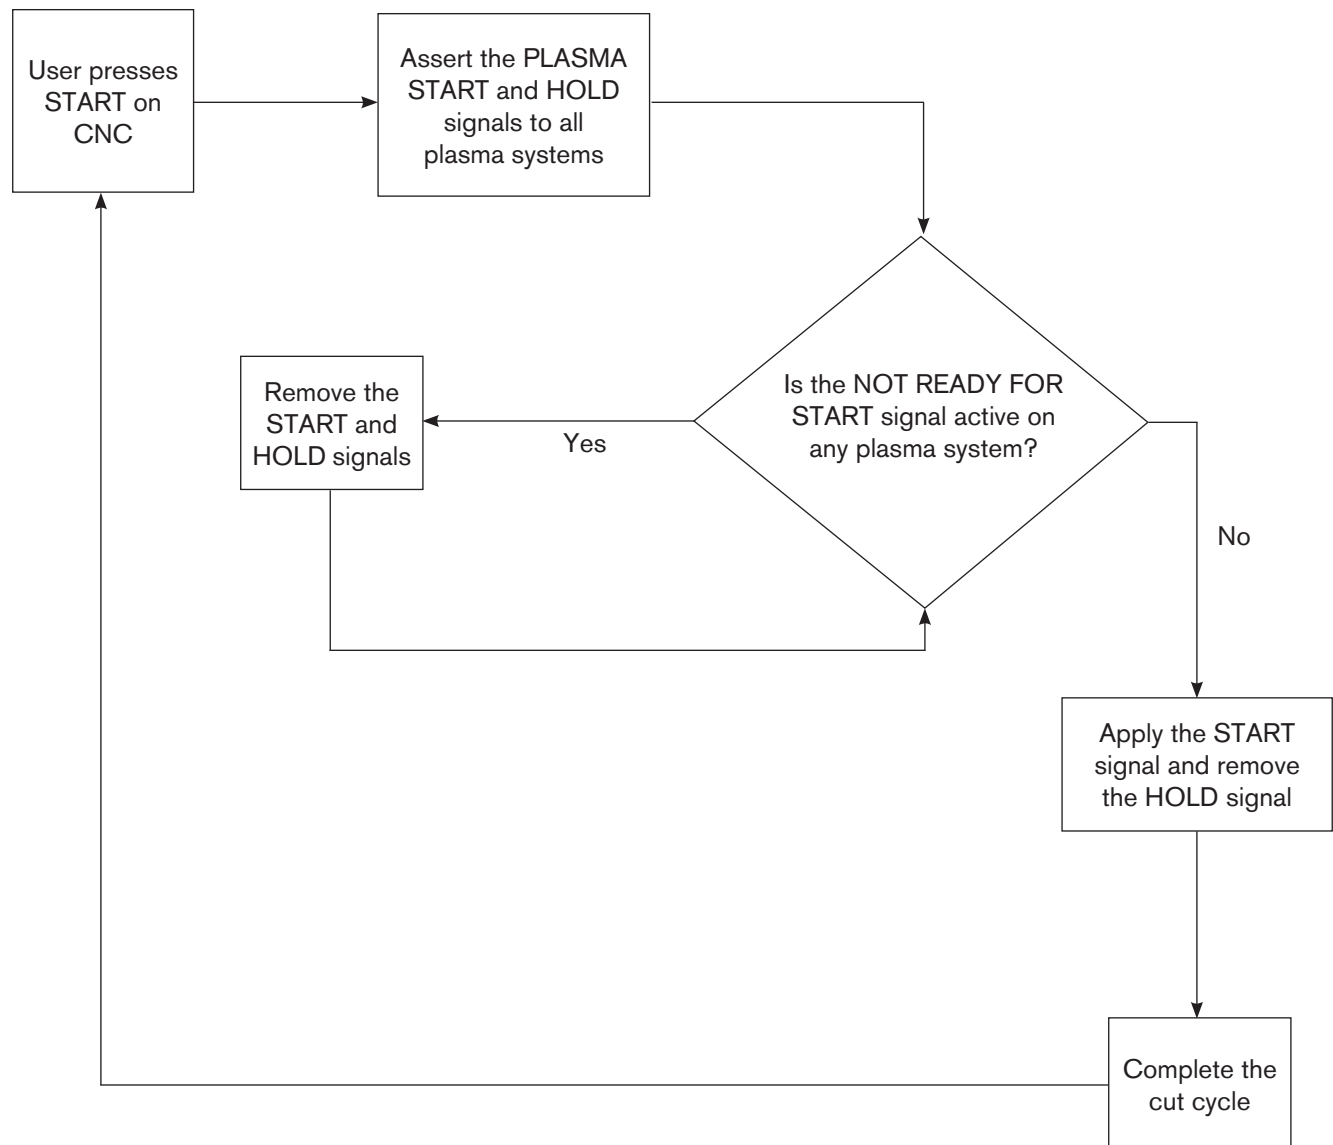 User presses
START on
CNC
Assert the PLASMA
START and HOLD
signals to all
plasma systems
Is the NOT READY FOR
START signal active on
any plasma system?
Yes
Remove the
START and
HOLD signals
No
Apply the START
signal and remove
the HOLD signal
Complete the
cut cycle